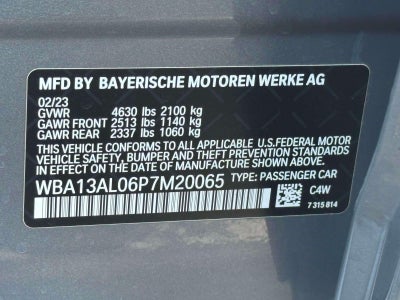 MFD BY BAYERISCHE MOTOREN WERKE AG
02/23
GVWR 4630 lbs 2100 kg
GAWR FRONT 2513 lbs 1140 kg
GAWR REAR 2337 lbs 1060 kg
THIS VEHICLE CONFORMS TO ALL APPLICABLE U.S.FEDERAL MOTOR
VEHICLE SAFETY, BUMPER, AND THEFT PREVENTION STANDARDS
IN EFFECT ON THE DATE OF MANUFACTURE SHOWN ABOVE.
WBA13AL06P7M20065 TYPE: PASSENGER CAR
C4W
7 315 814